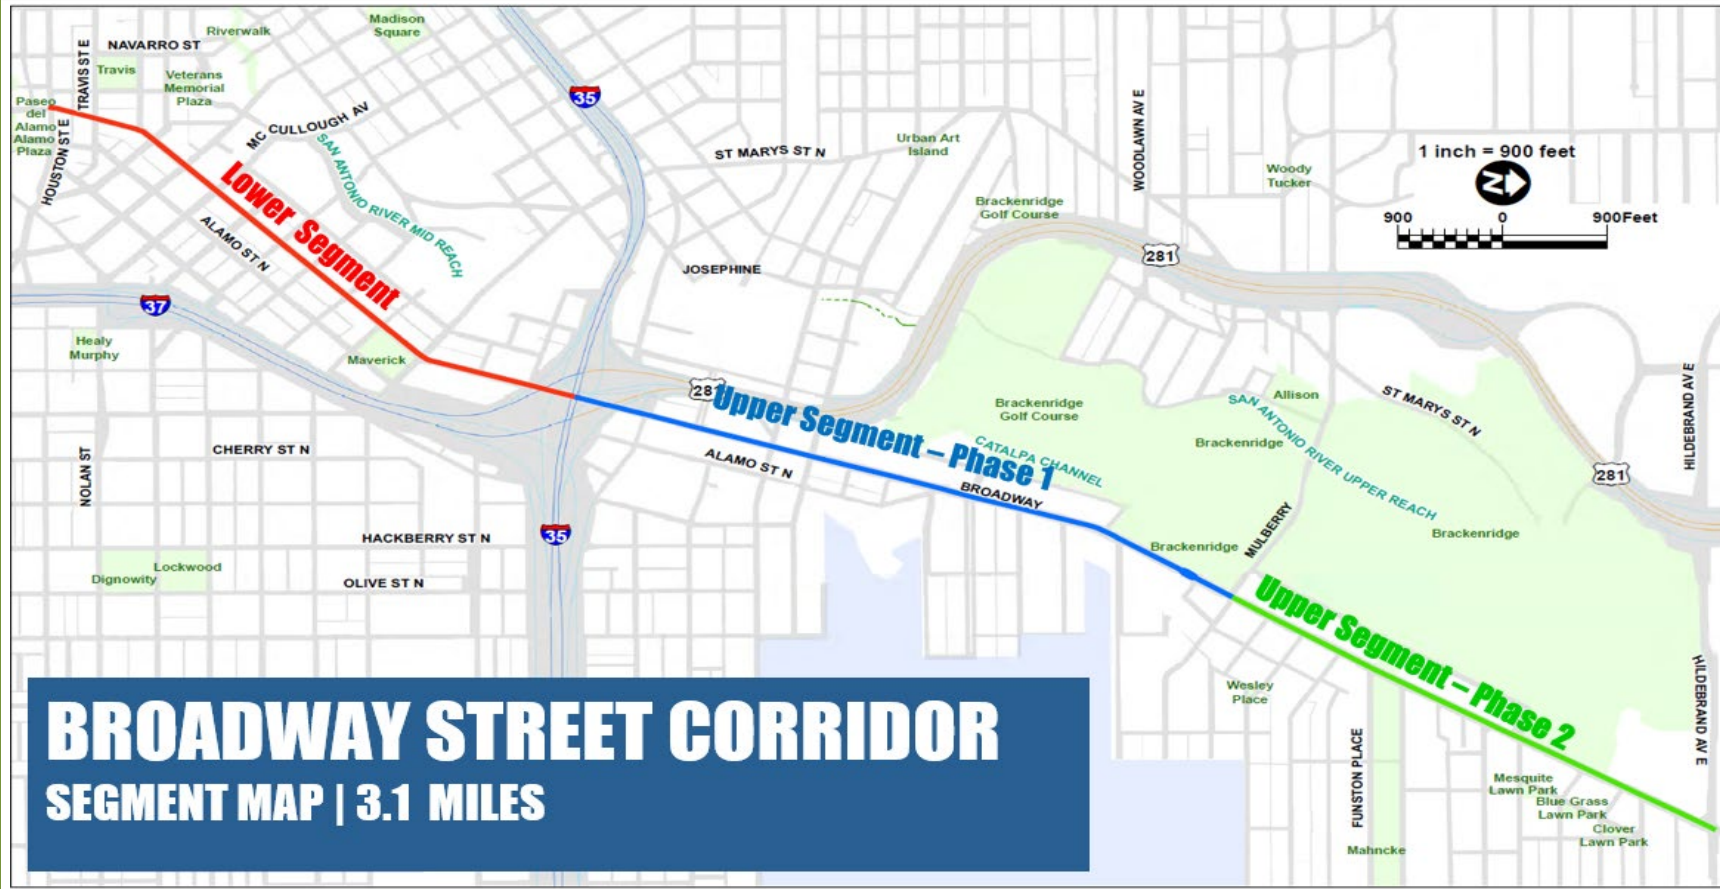 Madison
Square
Riverwalk
NAVARRO ST
TRAVIS ST E
Travis
Veterans
Memorial
Plaza
Paseo
del
Alamo
Alamo
Plaza
HOUSTON ST E
MC CULLOUGH AV
SAN ANTONIO RIVER MID REACH
35
ST MARYS ST N
Urban Art
Island
WOODLAWN AV E
Woody
Tucker
1 inch = 900 feet
N
900 0 900Feet
Lower Segment
ALAMO ST N
Brackenridge
Golf Course
281
JOSEPHINE
37
Healy
Murphy
Maverick
281
Upper Segment – Phase 1
Brackenridge
Golf Course
CATALPA CHANNEL
Allison
SAN ANTONIO RIVER UPPER REACH
ST MARYS ST N
HILDEBRAND AV E
Brackenridge
281
NOLAN ST
CHERRY ST N
ALAMO ST N
BROADWAY
HACKBERRY ST N
35
Brackenridge
MULBERRY
Brackenridge
Dignowity
Lockwood
OLIVE ST N
Upper Segment – Phase 2
HILDEBRAND AV E
Wesley
Place
FUNSTON PLACE
Mesquite
Lawn Park
Blue Grass
Lawn Park
Clover
Lawn Park
Mahncke
BROADWAY STREET CORRIDOR
SEGMENT MAP | 3.1 MILES